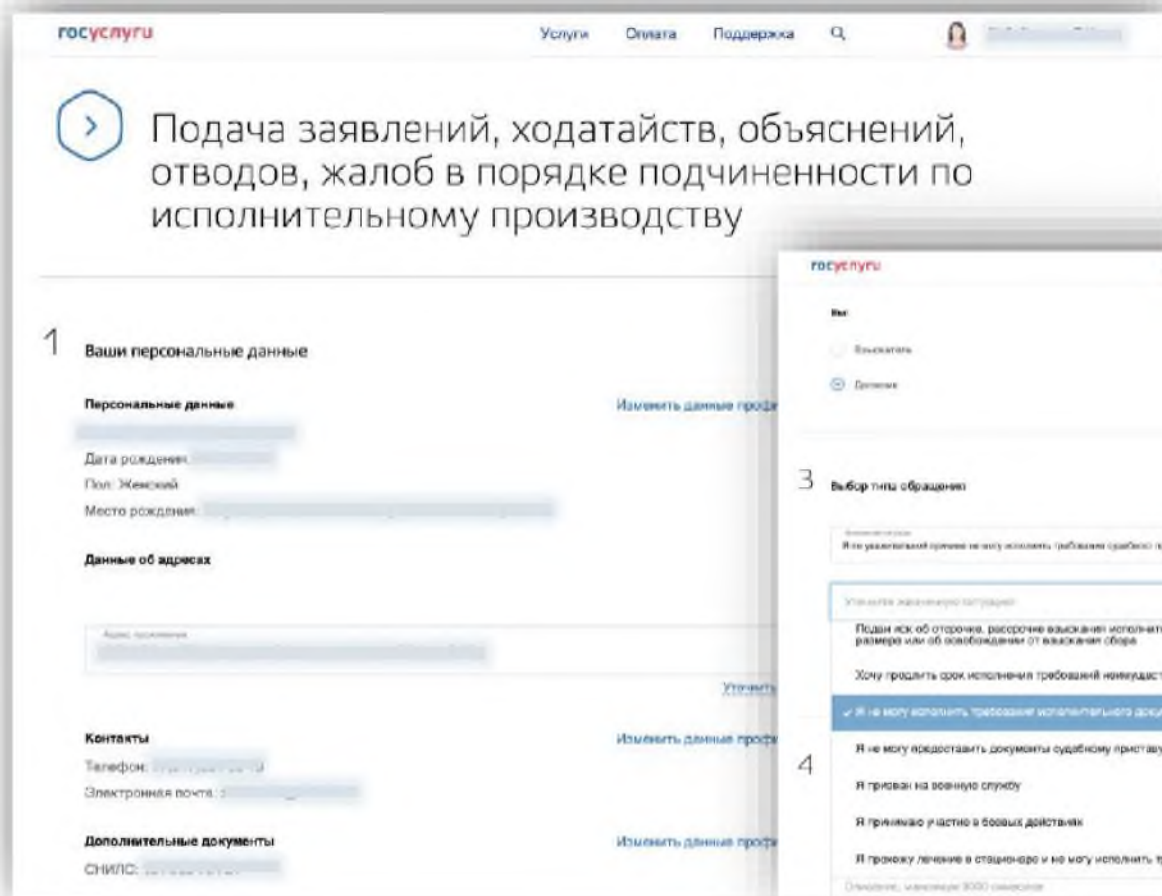 госуслуги
Услуги Оплата Поддержка
Подача заявлений, ходатайств, объяснений,
отводов, жалоб в порядке подчиненности по
исполнительному производству
1 Ваши персональные данные
Персональные данные
Изменить данные профи
Дата рождения:
Пол: Женский
Место рождения:
Данные об адресах
Адрес проживания
Уточнить
Контакты
Изменить данные профи
Телефон:
Электронная почта:
Дополнительные документы
Изменить данные профи
СНИЛС:
госуслуги
Вы:
Взыскатель
Должник
3 Выбор типа обращения
Я по уважительной причине не могу исполнить требования судебного п
Уточните жизненную ситуацию
Подан иск об отсрочке, рассрочке взыскания исполнит
размера или об освобождении от взыскания сбора
Хочу продлить срок исполнения требований неимущест
Я не могу исполнить требования исполнительного доку
4
Я не могу предоставить документы судебному приставу
Я призван на военную службу
Я принимаю участие в боевых действиях
Я прохожу лечение в стационаре и не могу исполнить т
Описание, максимум 3000 символов